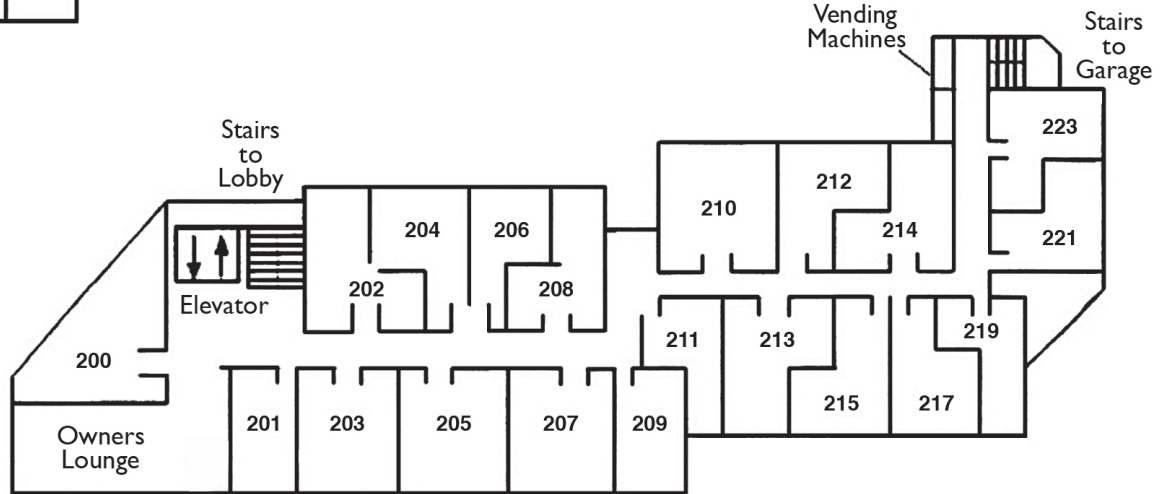 Vending
Machines
Stairs
to
Garage
223
Stairs
to
Lobby
212
210
204
206
214
221
202
208
Elevator
200
211
213
219
215
217
201
203
205
207
209
Owners
Lounge